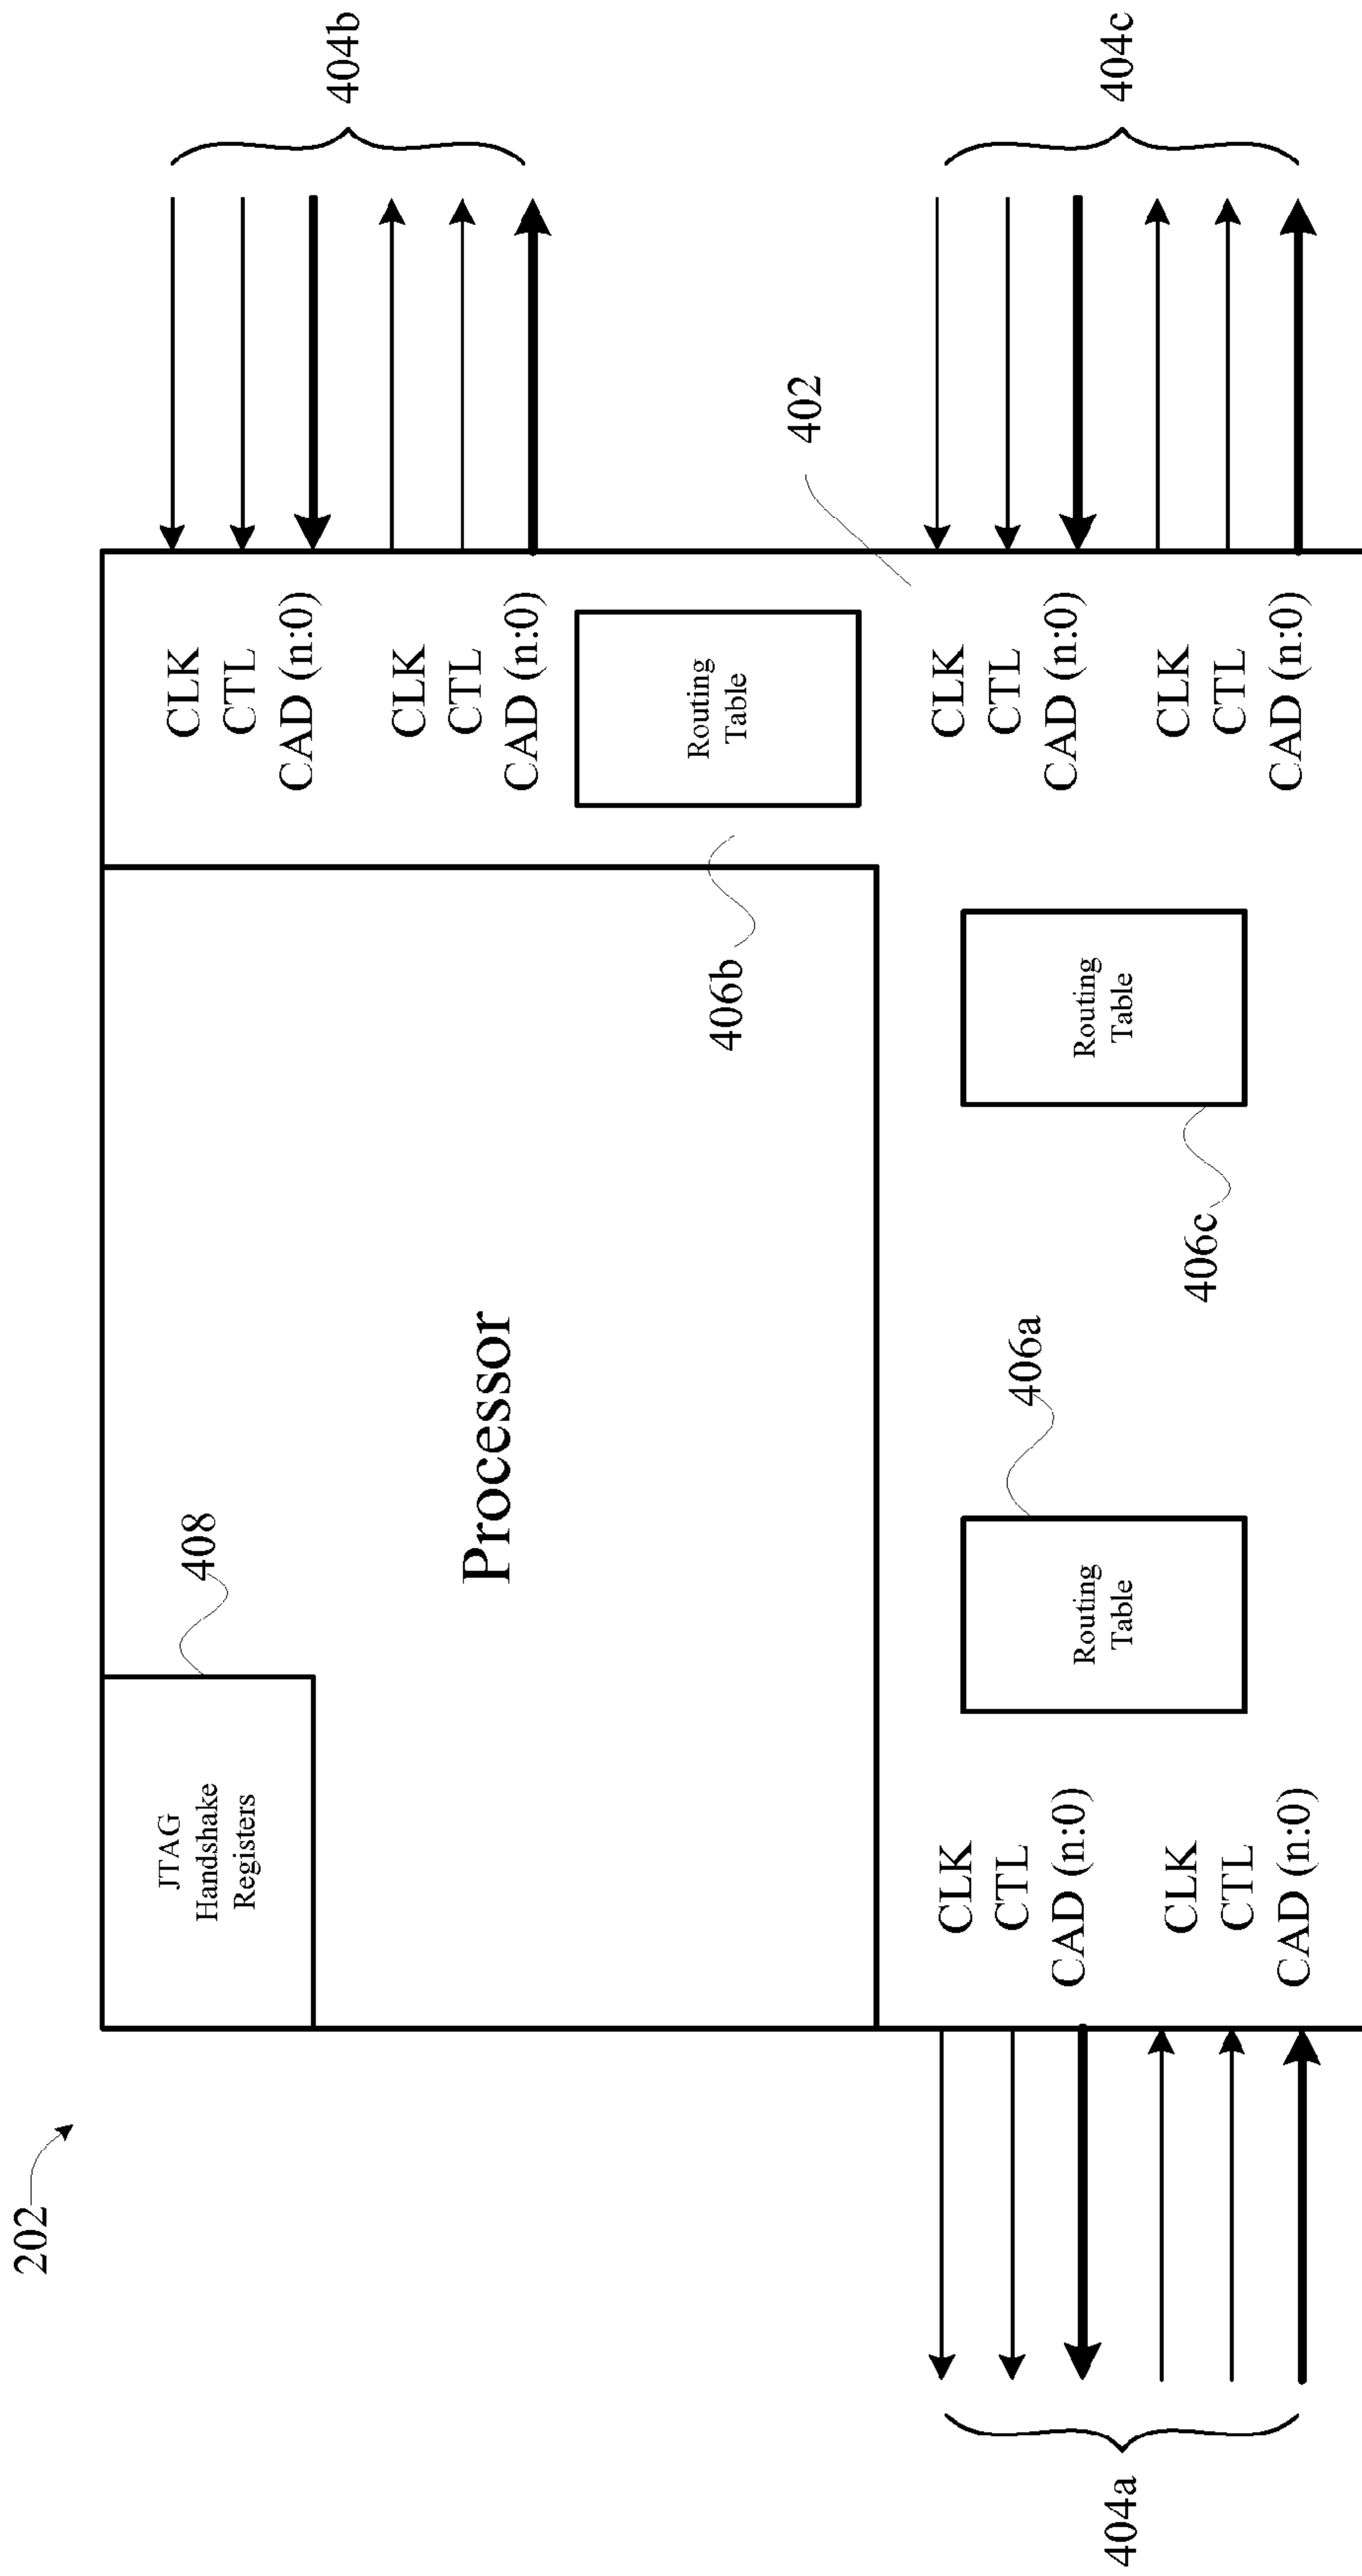 202
JTAG
Handshake
Registers
408
Processor
404b
CLK
CTL
CAD (n:0)
CLK
CTL
CAD (n:0)
Routing
Table
406b
402
404a
CLK
CTL
CAD (n:0)
CLK
CTL
CAD (n:0)
Routing
Table
406a
Routing
Table
406c
CLK
CTL
CAD (n:0)
CLK
CTL
CAD (n:0)
404c